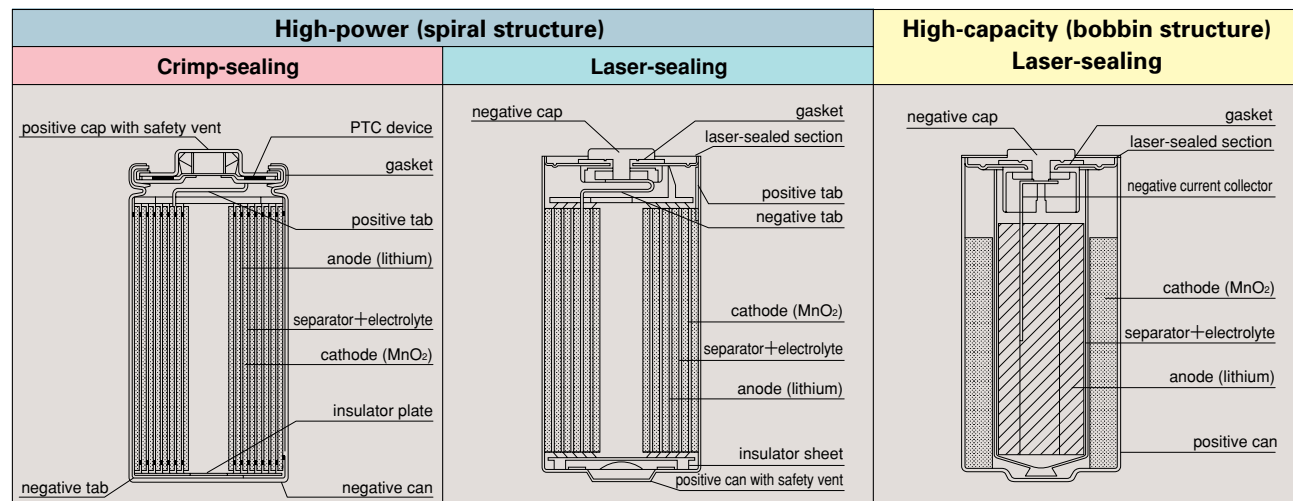 High-power (spiral structure)
Crimp-sealing
Laser-sealing
High-capacity (bobbin structure)
Laser-sealing
positive cap with safety vent
PTC device
gasket
positive tab
anode (lithium)
separator+electrolyte
cathode (MnO₂)
insulator plate
negative tab
negative can
negative cap
gasket
laser-sealed section
positive tab
negative tab
cathode (MnO₂)
separator+electrolyte
anode (lithium)
insulator sheet
positive can with safety vent
negative cap
gasket
laser-sealed section
negative current collector
cathode (MnO₂)
separator+electrolyte
anode (lithium)
positive can